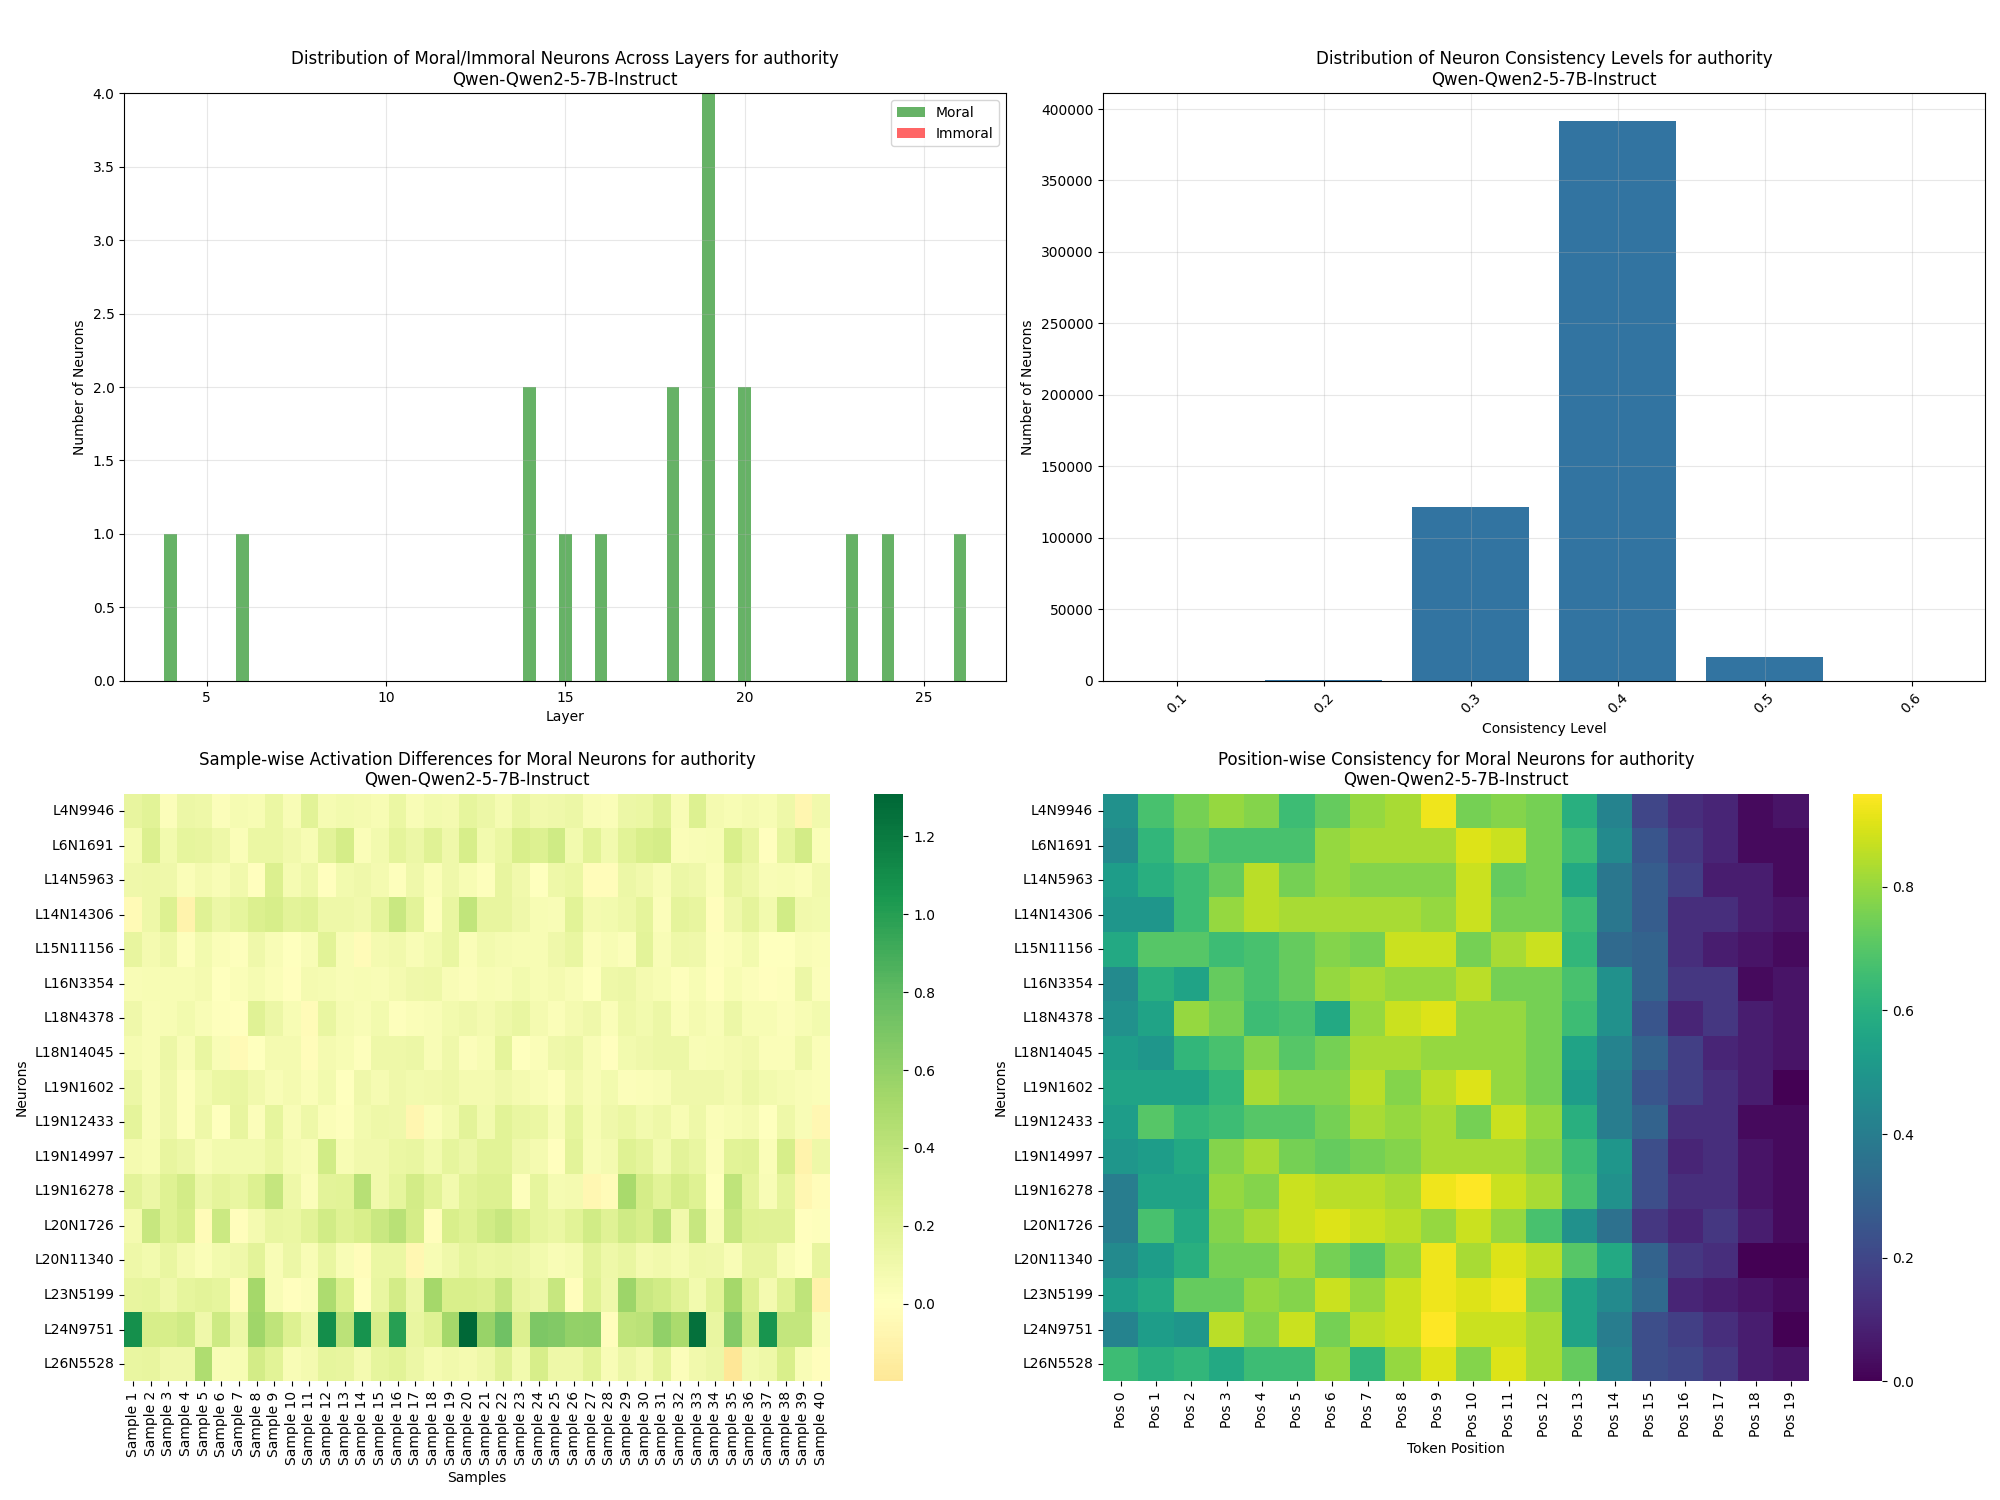 Distribution of Moral/Immoral Neurons Across Layers for authority
Qwen-Qwen2-5-7B-Instruct
Moral
Immoral
4.0
3.5
3.0
2.5
2.0
1.5
1.0
0.5
0.0
Number of Neurons
5
10
15
20
25
Layer
Distribution of Neuron Consistency Levels for authority
Qwen-Qwen2-5-7B-Instruct
400000
350000
300000
250000
200000
150000
100000
50000
0
Number of Neurons
0.1
0.2
0.3
0.4
0.5
0.6
Consistency Level
Sample-wise Activation Differences for Moral Neurons for authority
Qwen-Qwen2-5-7B-Instruct
L4N9946
L6N1691
L14N5963
L14N14306
L15N11156
L16N3354
L18N4378
L18N14045
L19N1602
L19N12433
L19N14997
L19N16278
L20N1726
L20N11340
L23N5199
L24N9751
L26N5528
Neurons
Sample 1
Sample 2
Sample 3
Sample 4
Sample 5
Sample 6
Sample 7
Sample 8
Sample 9
Sample 10
Sample 11
Sample 12
Sample 13
Sample 14
Sample 15
Sample 16
Sample 17
Sample 18
Sample 19
Sample 20
Sample 21
Sample 22
Sample 23
Sample 24
Sample 25
Sample 26
Sample 27
Sample 28
Sample 29
Sample 30
Sample 31
Sample 32
Sample 33
Sample 34
Sample 35
Sample 36
Sample 37
Sample 38
Sample 39
Sample 40
Samples
1.2
1.0
0.8
0.6
0.4
0.2
0.0
Position-wise Consistency for Moral Neurons for authority
Qwen-Qwen2-5-7B-Instruct
L4N9946
L6N1691
L14N5963
L14N14306
L15N11156
L16N3354
L18N4378
L18N14045
L19N1602
L19N12433
L19N14997
L19N16278
L20N1726
L20N11340
L23N5199
L24N9751
L26N5528
Neurons
Pos 0
Pos 1
Pos 2
Pos 3
Pos 4
Pos 5
Pos 6
Pos 7
Pos 8
Pos 9
Pos 10
Pos 11
Pos 12
Pos 13
Pos 14
Pos 15
Pos 16
Pos 17
Pos 18
Pos 19
Token Position
0.8
0.6
0.4
0.2
0.0